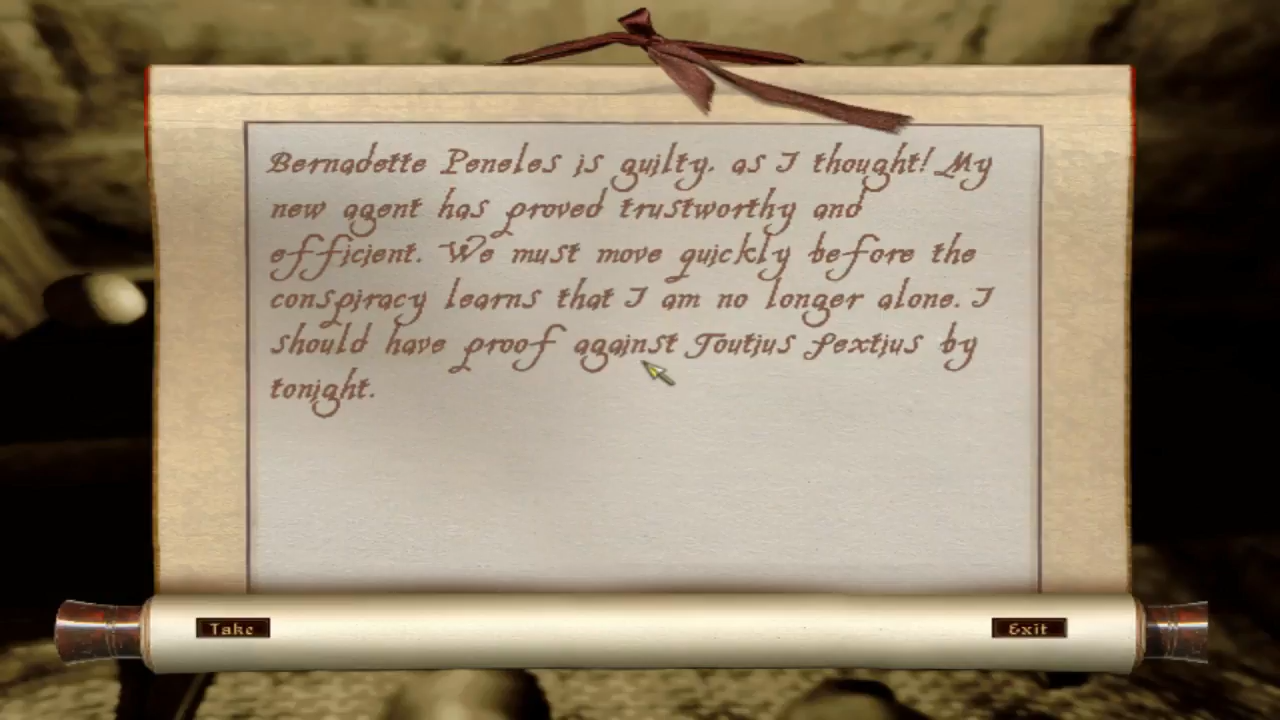 Bernadette Peneles is guilty. as I thought! My
new agent has proved trustworthy and
efficient. We must move quickly before the
conspiracy learns that I am no longer alone. I
should have proof against Toutius Sextius by
tonight.
Take
Exit